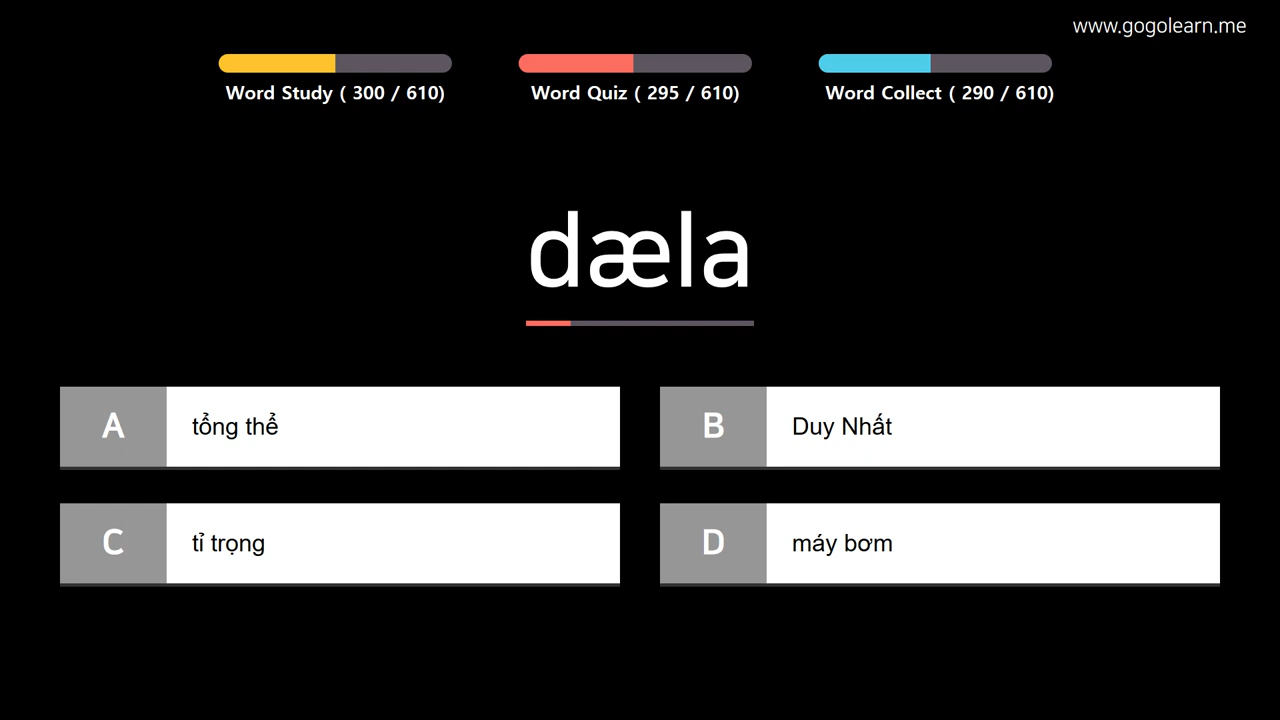 www.gogolearn.me
Word Study ( 300 / 610)
Word Quiz ( 295 / 610)
Word Collect ( 290 / 610)
dæla
A tổng thể
B Duy Nhất
C tỉ trọng
D máy bơm